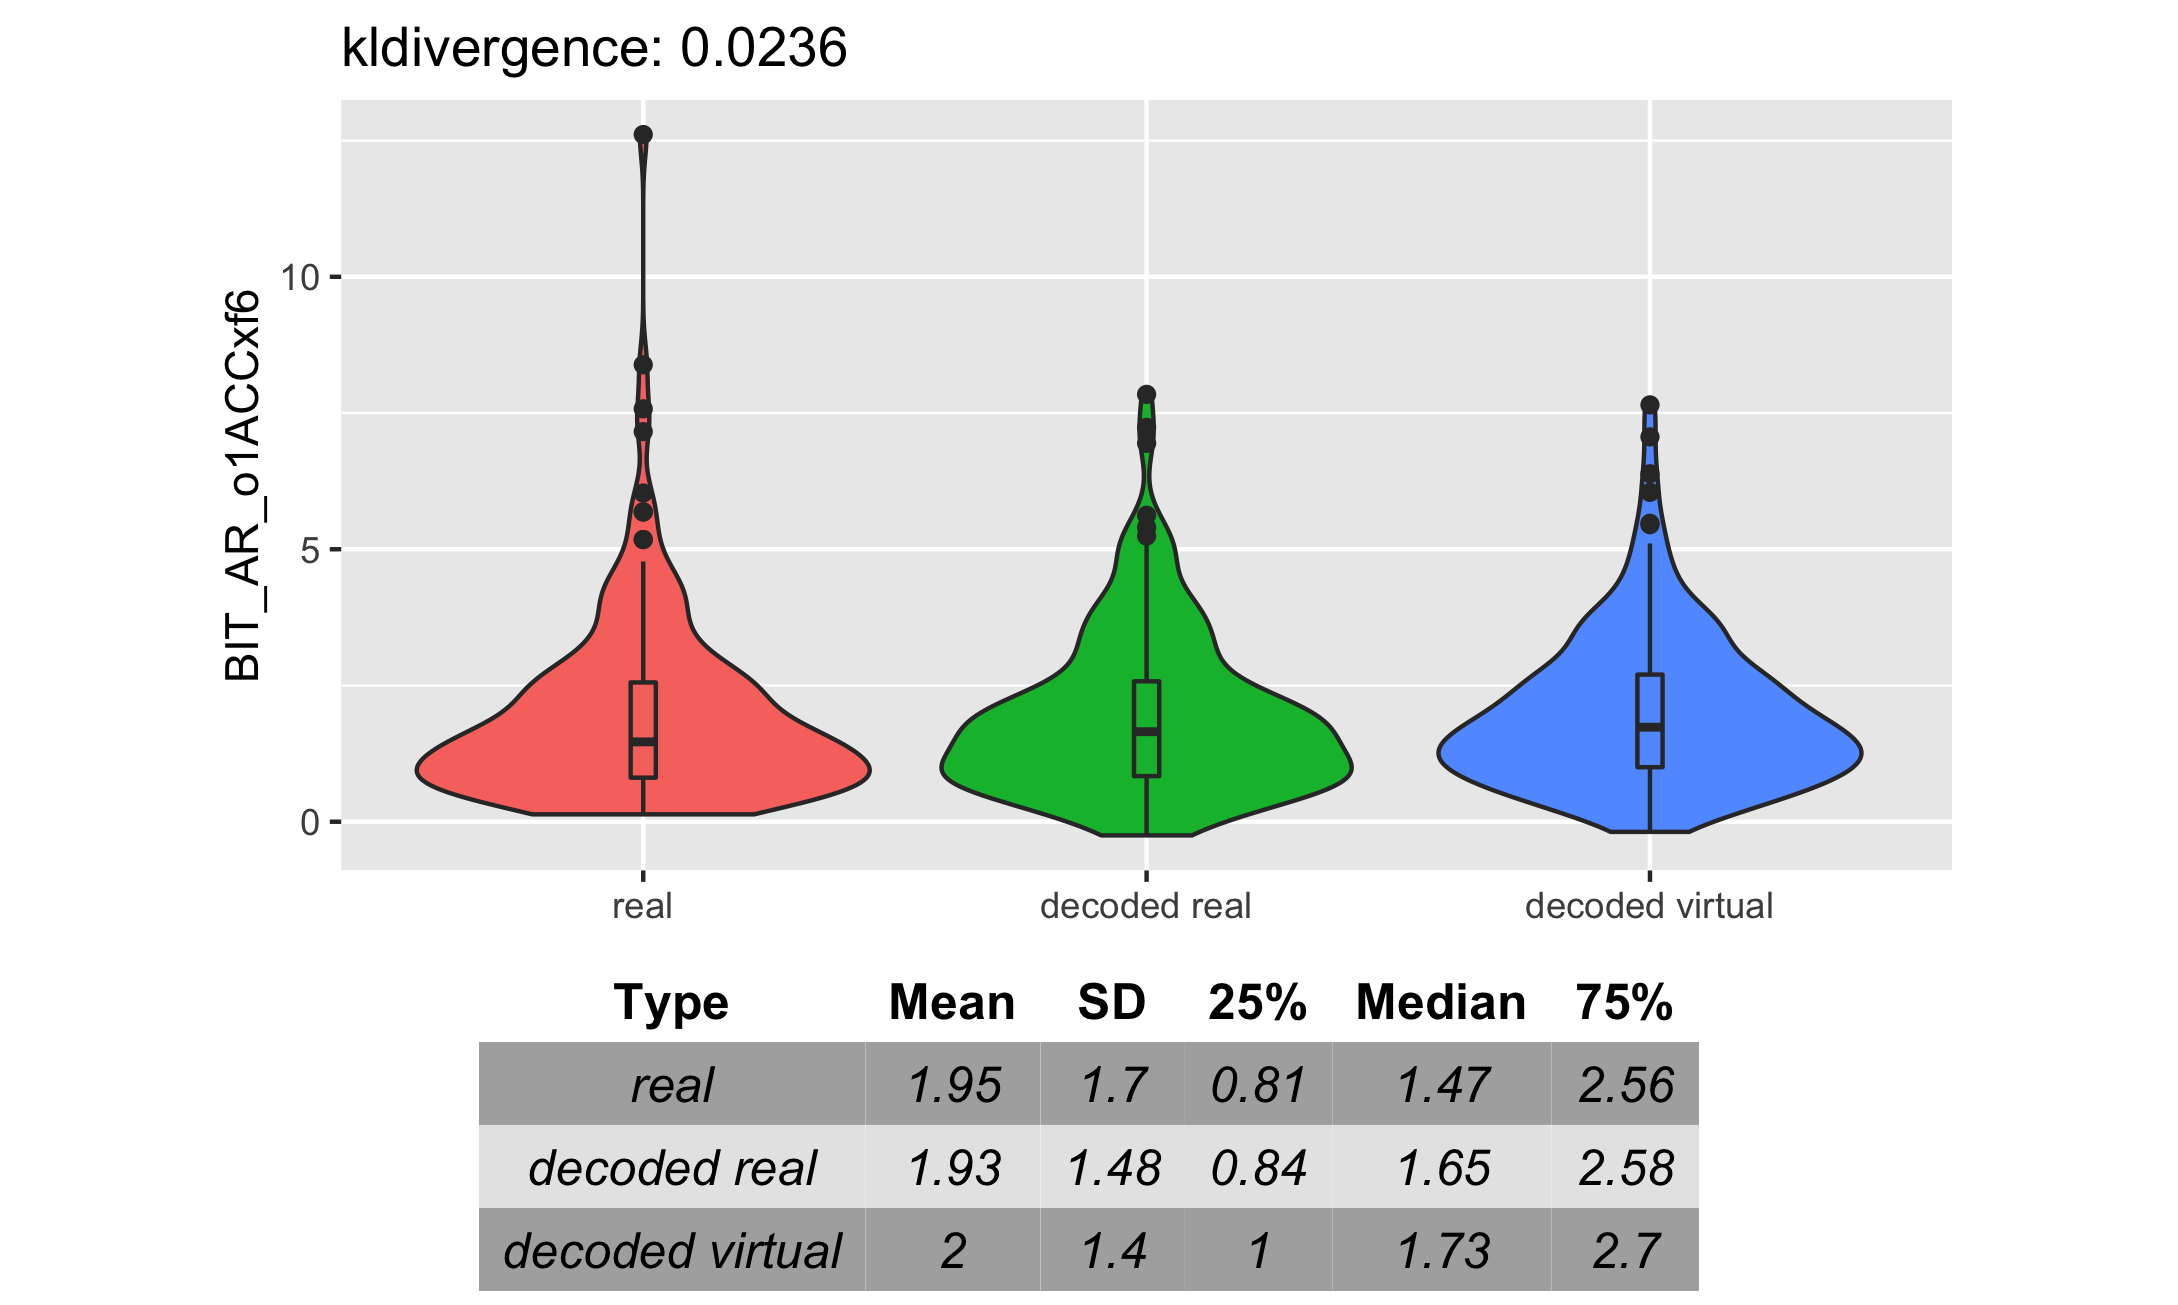 kldivergence: 0.0236
BIT_AR_o1ACCxf6
10
5
0
real decoded real decoded virtual
Type Mean SD 25% Median 75%
real 1.95 1.7 0.81 1.47 2.56
decoded real 1.93 1.48 0.84 1.65 2.58
decoded virtual 2 1.4 1 1.73 2.7